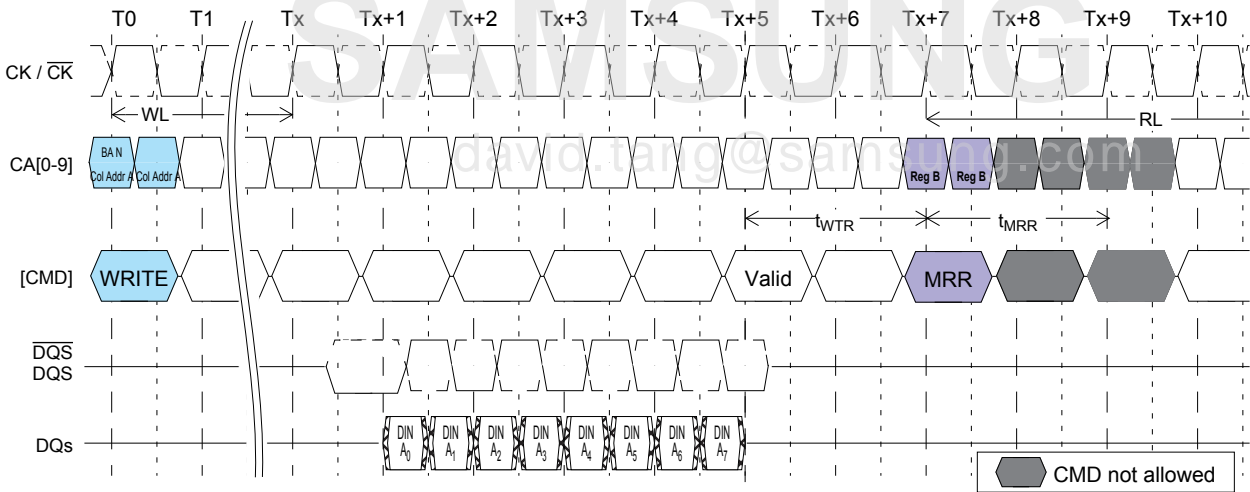 SAMSUNG
david.tang@samsung.com
T0 T1 Tx Tx+1 Tx+2 Tx+3 Tx+4 Tx+5 Tx+6 Tx+7 Tx+8 Tx+9 Tx+10
CK / CK
WL RL
CA[0-9]
BA N
Col Addr A Col Addr A Reg B Reg B
tWTR tMRR
[CMD] WRITE Valid MRR
DQS
DQS
DQs
DIN A0 DIN A1 DIN A2 DIN A3 DIN A4 DIN A5 DIN A6 DIN A7
CMD not allowed